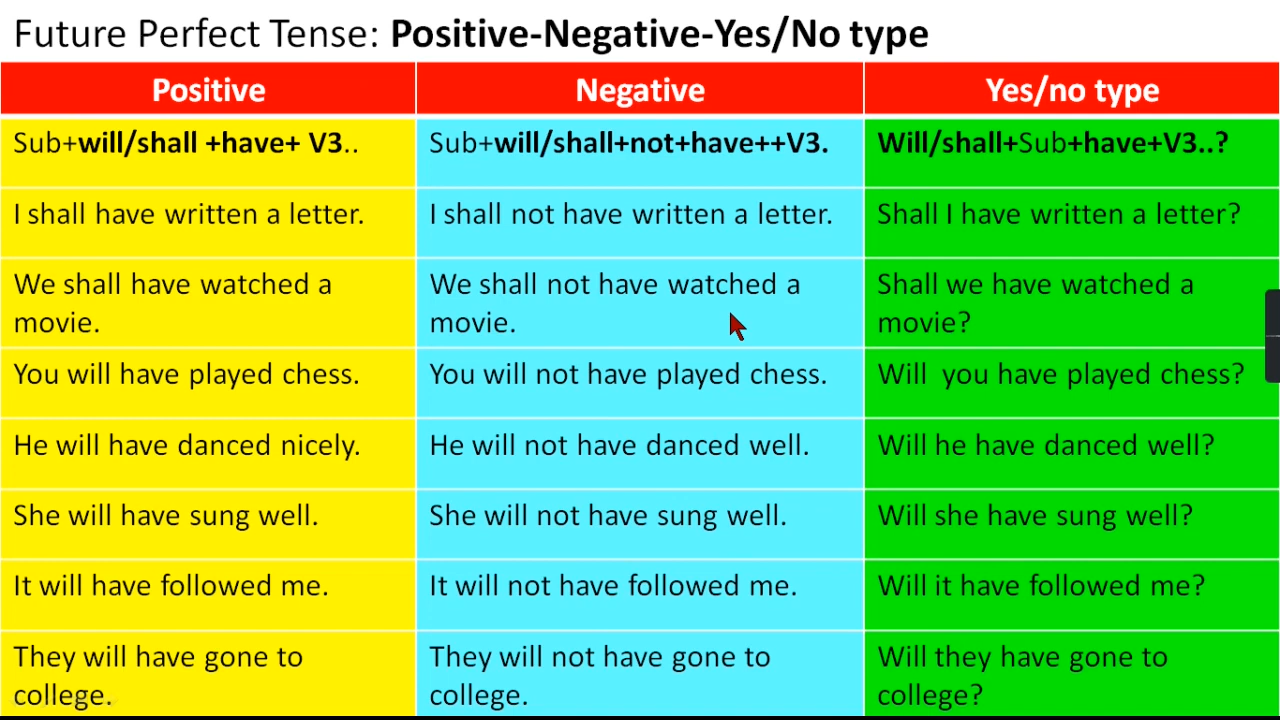 Future Perfect Tense: Positive-Negative-Yes/No type
Positive
Negative
Yes/no type
Sub+will/shall +have+ V3..
Sub+will/shall+not+have++V3.
Will/shall+Sub+have+V3..?
I shall have written a letter.
I shall not have written a letter.
Shall I have written a letter?
We shall have watched a
movie.
We shall not have watched a
movie.
Shall we have watched a
movie?
You will have played chess.
You will not have played chess.
Will you have played chess?
He will have danced nicely.
He will not have danced well.
Will he have danced well?
She will have sung well.
She will not have sung well.
Will she have sung well?
It will have followed me.
It will not have followed me.
Will it have followed me?
They will have gone to
college.
They will not have gone to
college.
Will they have gone to
college?